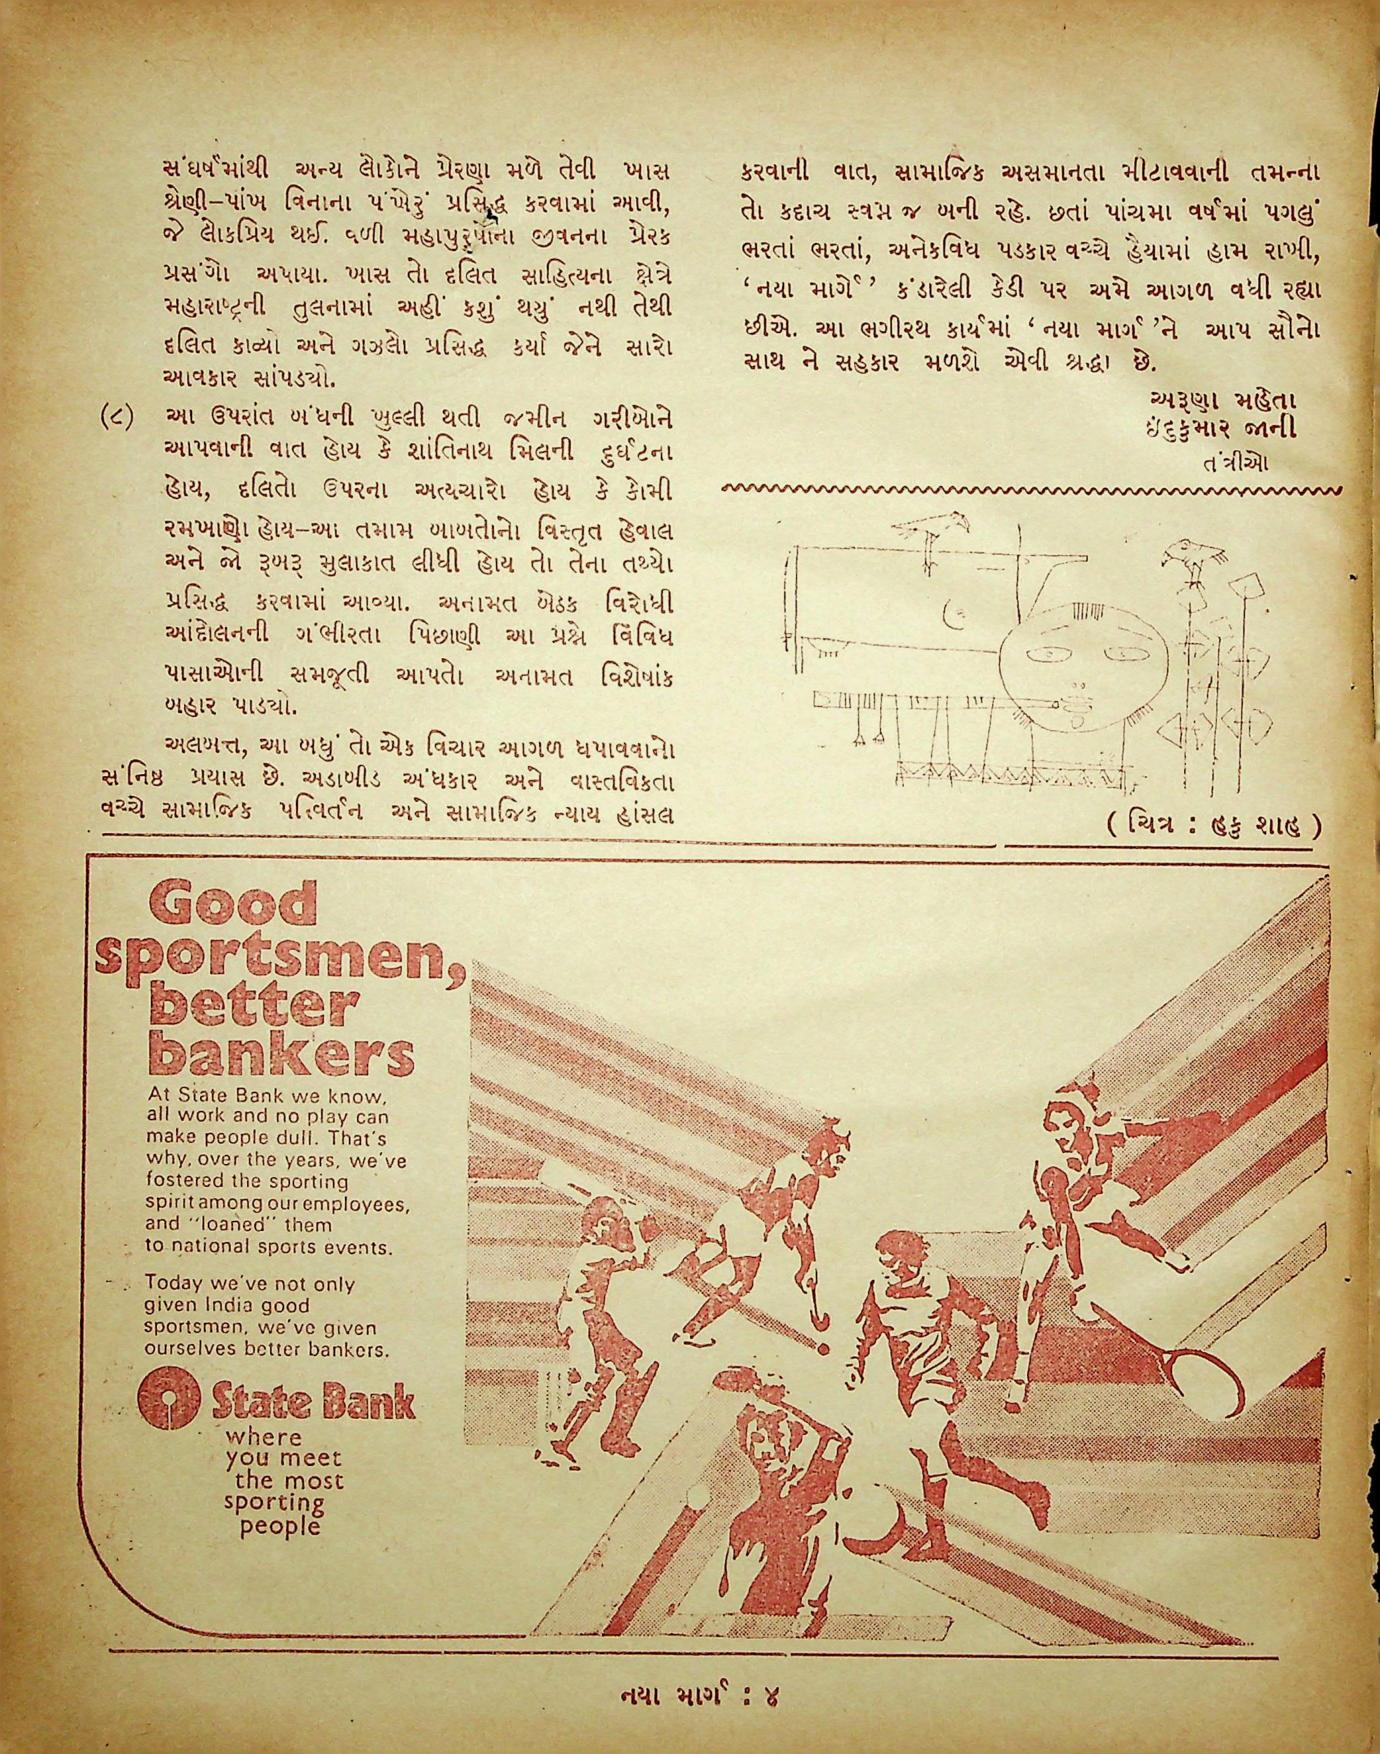 સંઘર્ષમાંથી અન્ય લોકોને પ્રેરણા મળે તેવી ખાસ
શ્રેણી–પાંખ વિનાના પંખેરું પ્રસિદ્ધ કરવામાં આવી,
જે લોકપ્રિય થઈ. વળી મહાપુરૂષોના જીવનના પ્રેરક
પ્રસંગો અપાયા. ખાસ તો દલિત સાહિત્યના ક્ષેત્રે
મહારાષ્ટ્રની તુલનામાં અહીં કશું થયું નથી તેથી
દલિત કાવ્યો અને ગઝલો પ્રસિદ્ધ કર્યા જેને સારો
આવકાર સાંપડ્યો.
(૮) આ ઉપરાંત બંધની ખુલ્લી થતી જમીન ગરીબોને
આપવાની વાત હોય કે શાંતિનાથ મિલની દુર્ઘટના
હોય, દલિતો ઉપરના અત્યચારો હોય કે કોમી
રમખાણો હોય–આ તમામ બાબતોનો વિસ્તૃત હેવાલ
અને જો રૂબરૂ મુલાકાત લીધી હોય તો તેના તથ્યો
પ્રસિદ્ધ કરવામાં આવ્યા. અનામત બેઠક વિરોધી
આંદોલનની ગંભીરતા પિછાણી આ પ્રશ્ને વિવિધ
પાસાઓની સમજૂતી આપતો અનામત વિશેષાંક
બહાર પાડ્યો.
અલબત્ત, આ બધું તો એક વિચાર આગળ ધપાવવાનો
સંનિષ્ઠ પ્રયાસ છે. અડાબીડ અંધકાર અને વાસ્તવિકતા
વચ્ચે સામાજિક પરિવર્તન અને સામાજિક ન્યાય હાંસલ
કરવાની વાત, સામાજિક અસમાનતા મીટાવવાની તમન્ના
તો કદાચ સ્વપ્ન જ બની રહે. છતાં પાંચમા વર્ષમાં પગલું
ભરતાં ભરતાં, અનેકવિધ પડકાર વચ્ચે હૈયામાં હામ રાખી,
‘નયા માર્ગે’ કંડારેલી કેડી પર અમે આગળ વધી રહ્યા
છીએ. આ ભગીરથ કાર્યમાં ‘નયા માર્ગ’ને આપ સૌનો
સાથ ને સહકાર મળશે એવી શ્રદ્ધા છે.
અરૂણા મહેતા
ઇંદુકુમાર જાની
તંત્રીઓ
( ચિત્ર : હકુ શાહ )
Good
sportsmen,
better
bankers
At State Bank we know,
all work and no play can
make people dull. That's
why, over the years, we've
fostered the sporting
spirit among our employees,
and "loaned" them
to national sports events.
Today we've not only
given India good
sportsmen, we've given
ourselves better bankers.
State Bank
where
you meet
the most
sporting
people
નયા માર્ગ : ૪